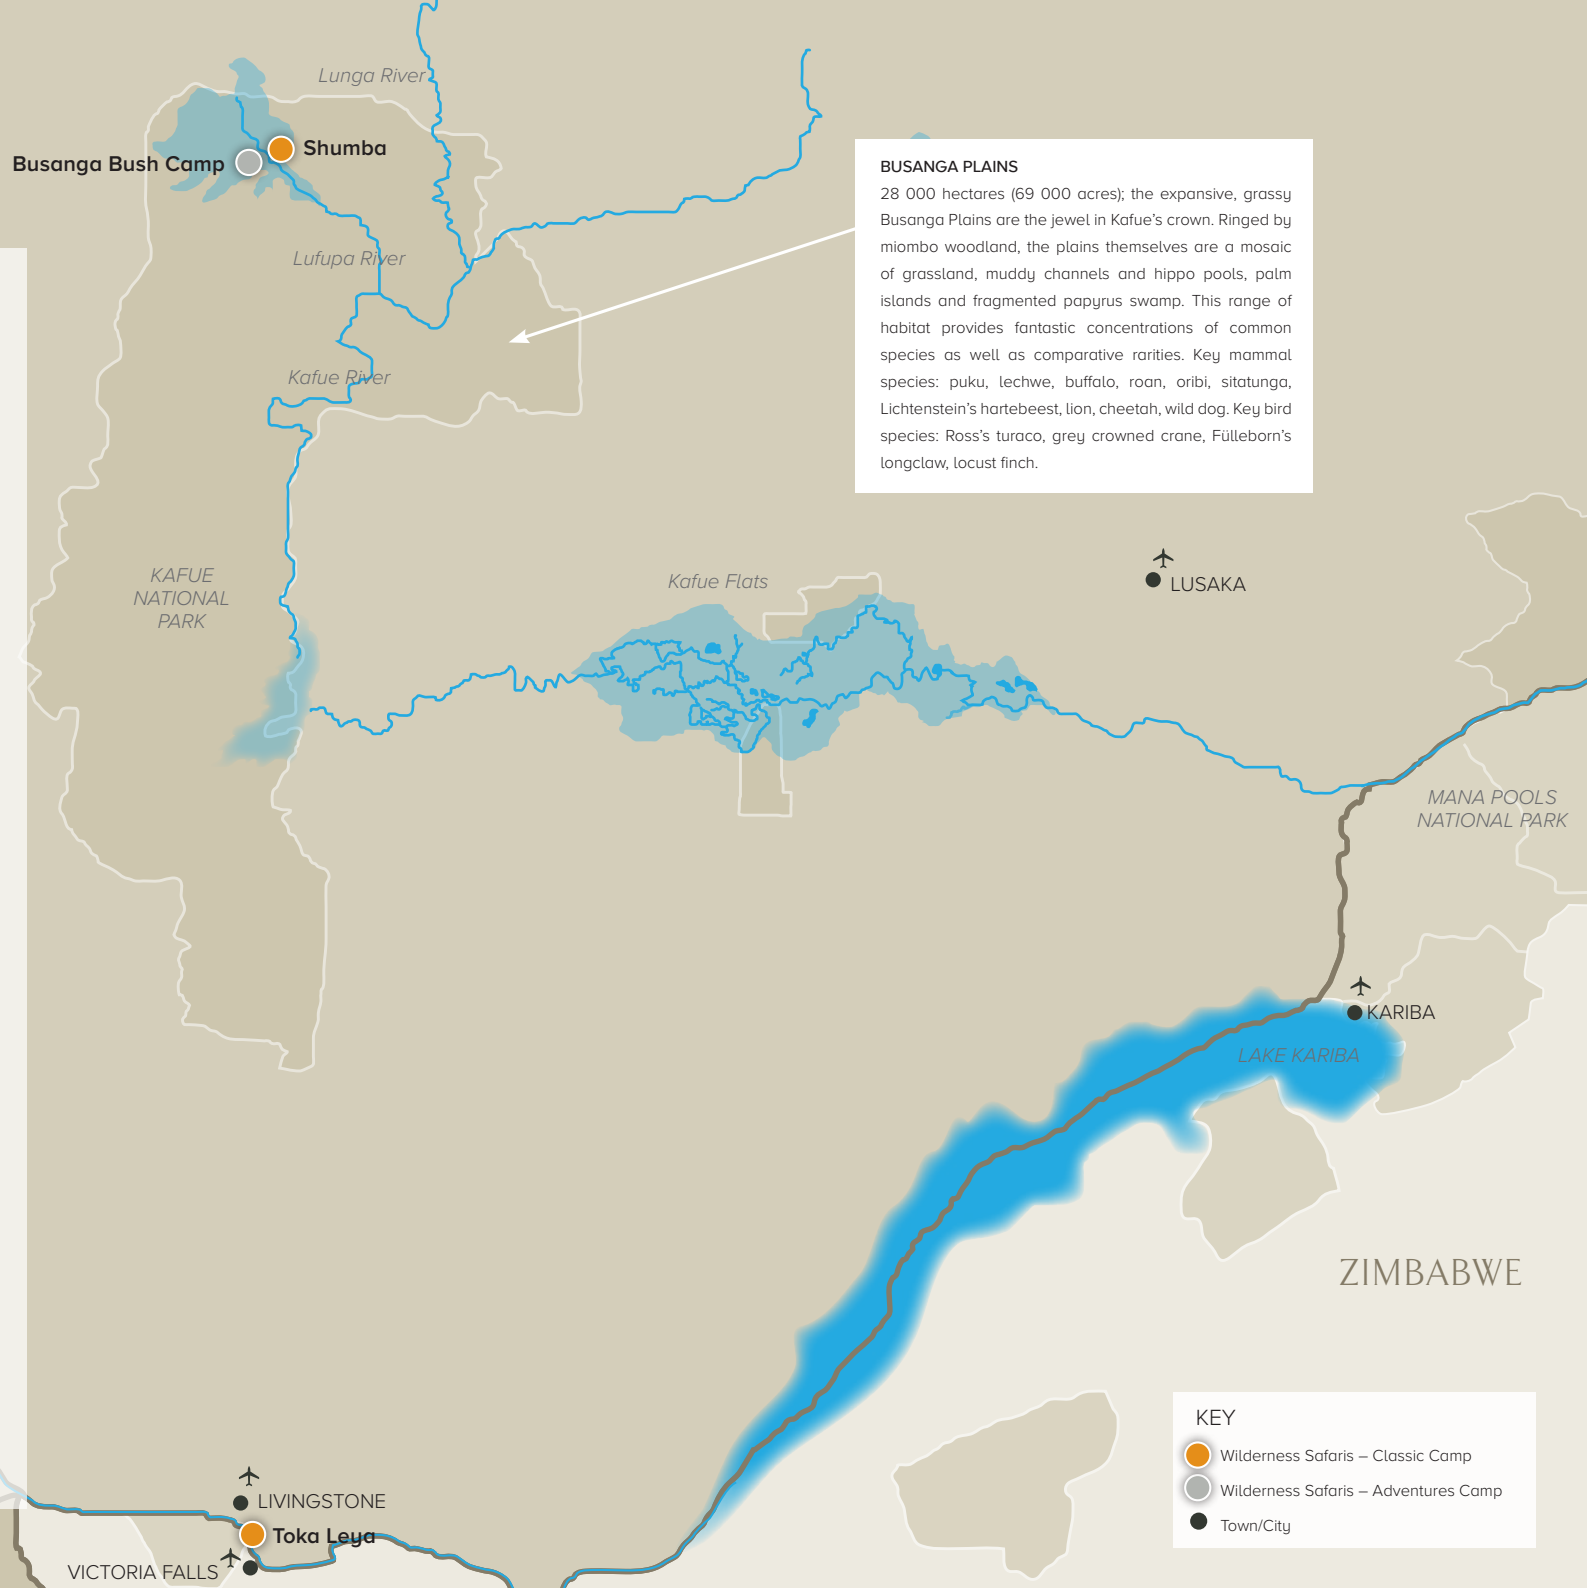 Lunga River
Shumba
Busanga Bush Camp
BUSANGA PLAINS
28 000 hectares (69 000 acres); the expansive, grassy
Busanga Plains are the jewel in Kafue's crown. Ringed by
miombo woodland, the plains themselves are a mosaic
of grassland, muddy channels and hippo pools, palm
islands and fragmented papyrus swamp. This range of
habitat provides fantastic concentrations of common
species as well as comparative rarities. Key mammal
species: puku, lechwe, buffalo, roan, oribi, sitatunga,
Lichtenstein's hartebeest, lion, cheetah, wild dog. Key bird
species: Ross's turaco, grey crowned crane, Fülleborn's
longclaw, locust finch.
Lufupa River
Kafue River
KAFUE
NATIONAL
PARK
Kafue Flats
LUSAKA
MANA POOLS
NATIONAL PARK
KARIBA
LAKE KARIBA
ZIMBABWE
LIVINGSTONE
Toka Leya
VICTORIA FALLS
KEY
Wilderness Safaris – Classic Camp
Wilderness Safaris – Adventures Camp
Town/City